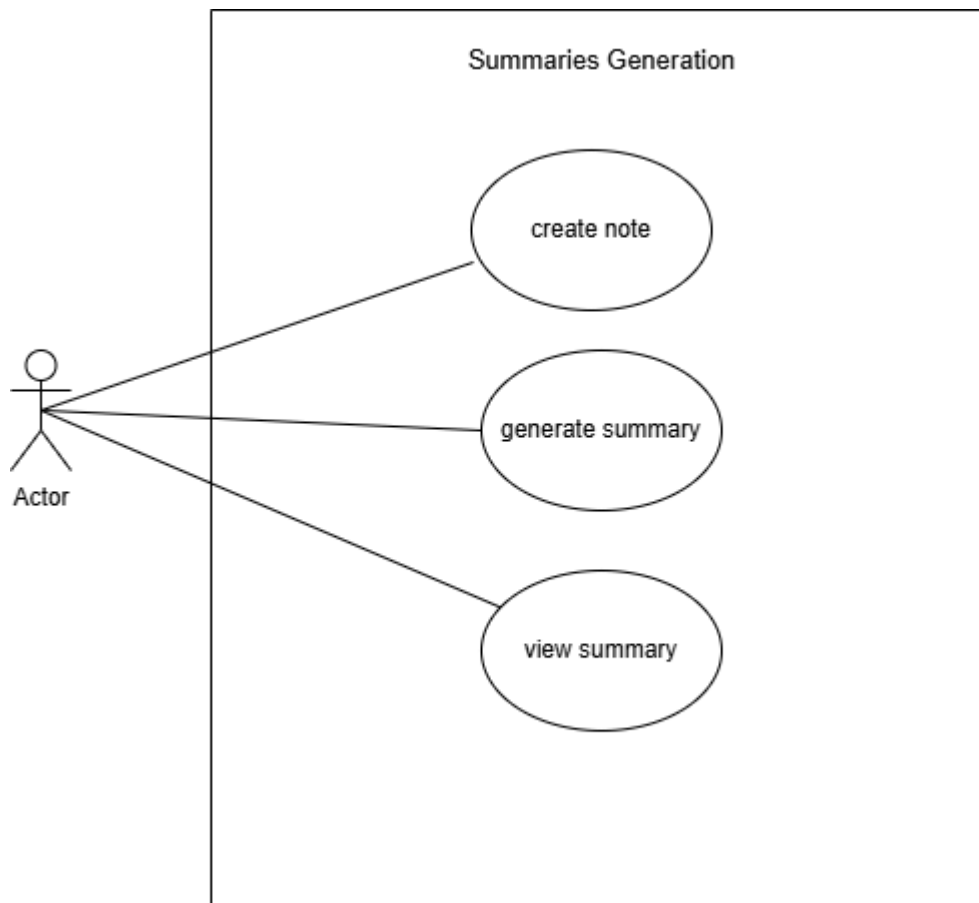 Summaries Generation
create note
generate summary
Actor
view summary